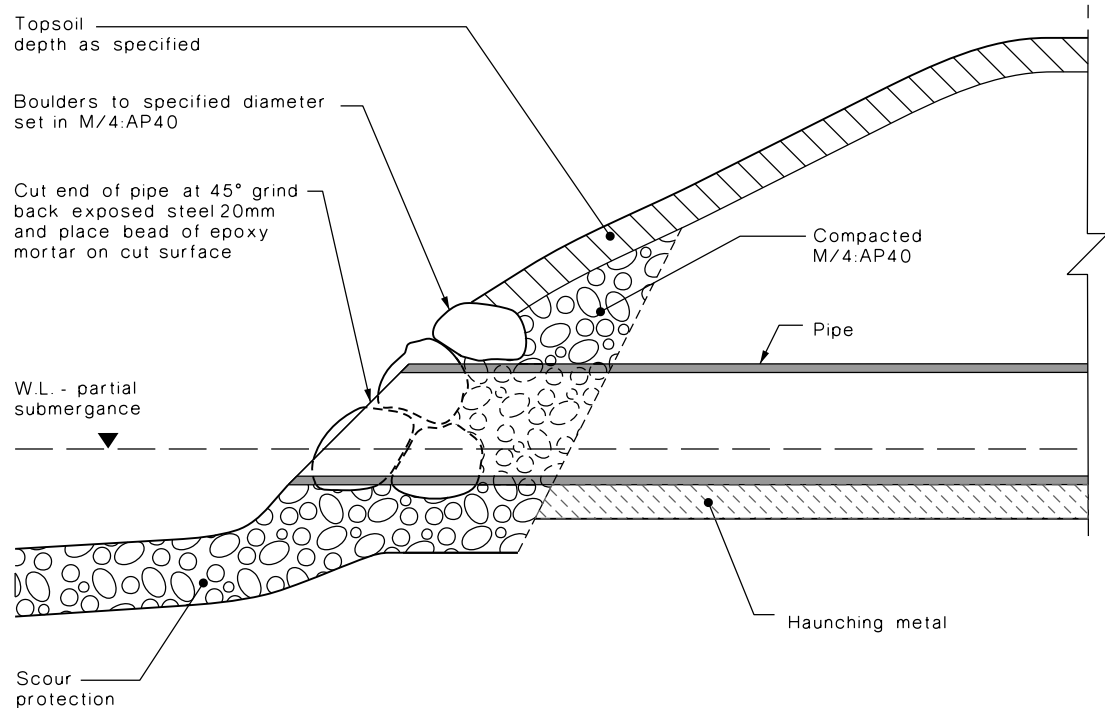 Topsoil
depth as specified
Boulders to specified diameter
set in M/4:AP40
Cut end of pipe at 45° grind
back exposed steel 20mm
and place bead of epoxy
mortar on cut surface
Compacted
M/4:AP40
Pipe
W.L. - partial
submergance
Haunching metal
Scour
protection